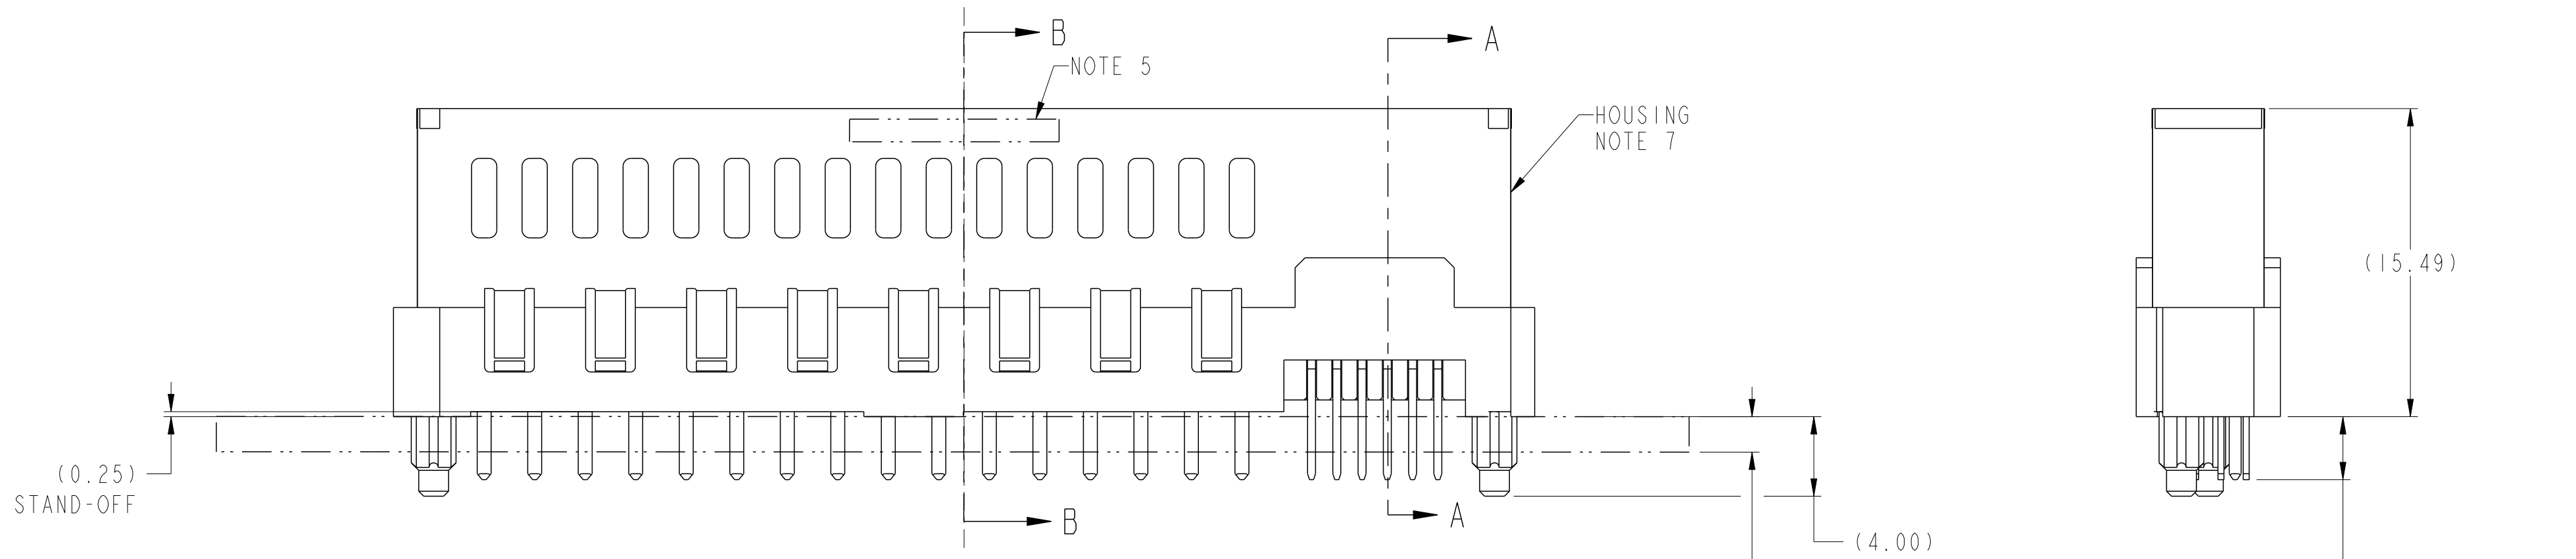 B
A
NOTE 5
HOUSING
NOTE 7
(15.49)
(0.25)
STAND-OFF
B
A
(4.00)